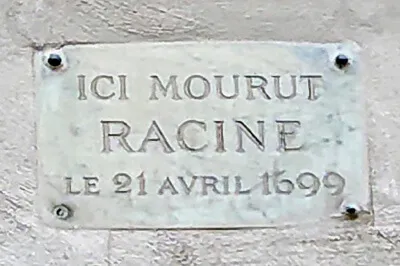 ICI MOURUT
RACINE
LE 21 AVRIL 1699